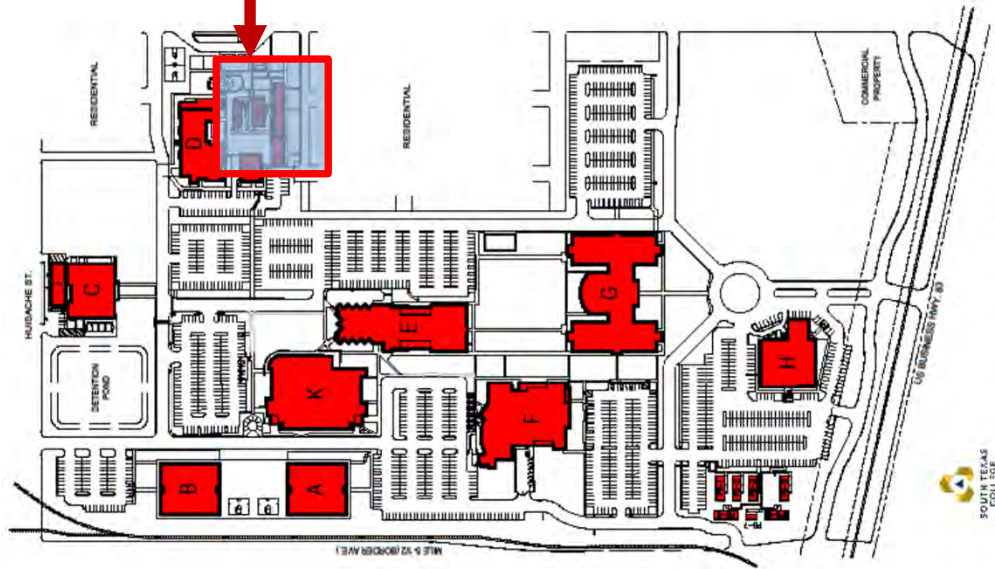 RESIDENTIAL
RESIDENTIAL
COMMERCIAL
PROPERTY
HUISACHE ST.
DETENTION
POND
C
D
E
G
K
F
H
B
A
US BUSINESS HWY. 83
MILE 5 1/2 (BORDER AVE.)
SOUTH TEXAS
COLLEGE